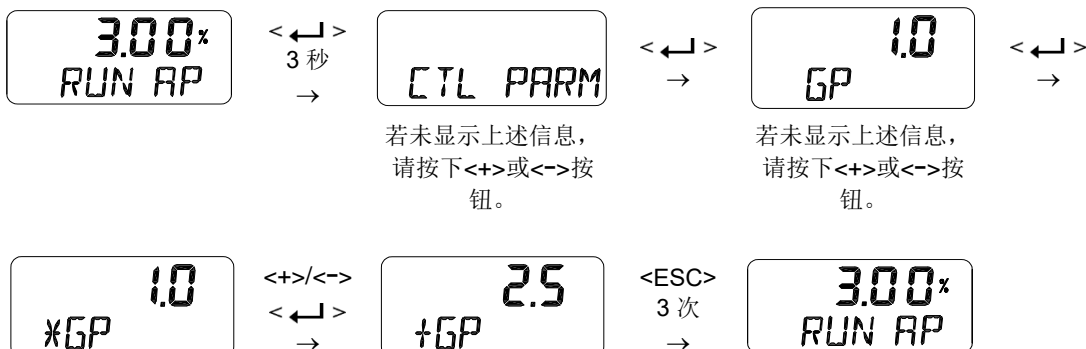 3.00%
RUN AP
< ↵ >
3 秒
→
CTL PARM
< ↵ >
→
1.0
GP
< ↵ >
→
若未显示上述信息，
请按下<+>或<->按
钮。
若未显示上述信息，
请按下<+>或<->按
钮。
1.0
*GP
<+>/<->
< ↵ >
→
2.5
+GP
<ESC>
3 次
→
3.00%
RUN AP